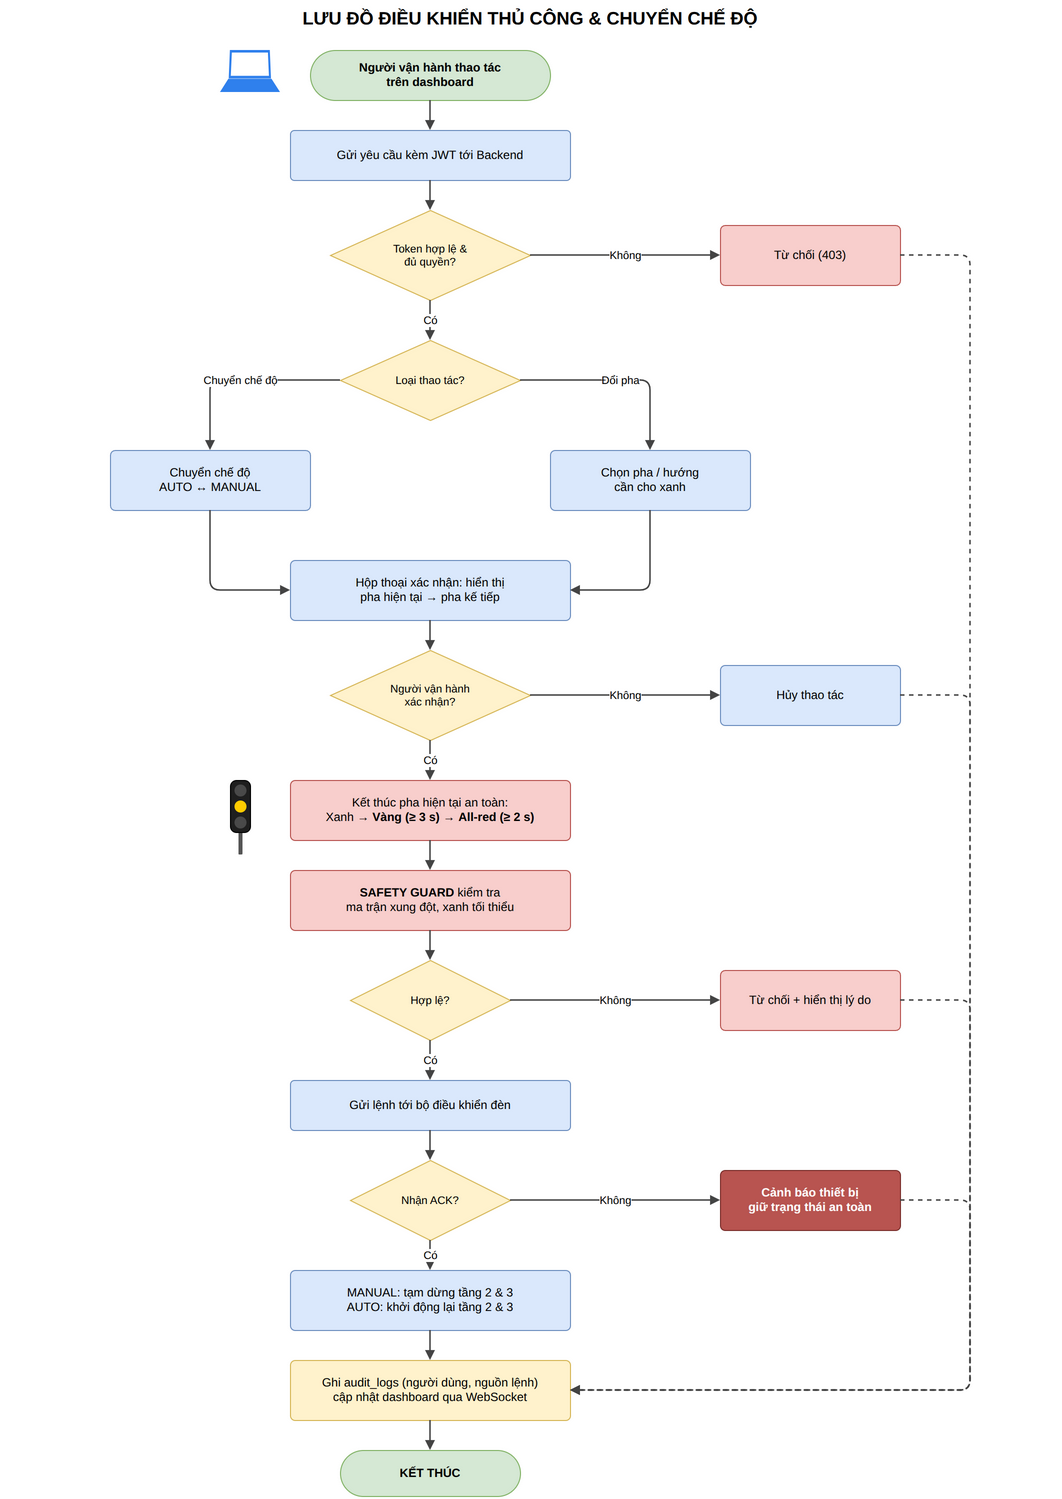 LƯU ĐỒ ĐIỀU KHIỂN THỦ CÔNG & CHUYỂN CHẾ ĐỘ
Người vận hành thao tác
trên dashboard
Gửi yêu cầu kèm JWT tới Backend
Token hợp lệ &
đủ quyền?
Không
Từ chối (403)
Có
Loại thao tác?
Chuyển chế độ
Đổi pha
Chuyển chế độ
AUTO ↔ MANUAL
Chọn pha / hướng
cần cho xanh
Hộp thoại xác nhận: hiển thị
pha hiện tại → pha kế tiếp
Người vận hành
xác nhận?
Không
Hủy thao tác
Có
Kết thúc pha hiện tại an toàn:
Xanh → Vàng (≥ 3 s) → All-red (≥ 2 s)
SAFETY GUARD kiểm tra
ma trận xung đột, xanh tối thiểu
Hợp lệ?
Không
Từ chối + hiển thị lý do
Có
Gửi lệnh tới bộ điều khiển đèn
Nhận ACK?
Không
Cảnh báo thiết bị
giữ trạng thái an toàn
Có
MANUAL: tạm dừng tầng 2 & 3
AUTO: khởi động lại tầng 2 & 3
Ghi audit_logs (người dùng, nguồn lệnh)
cập nhật dashboard qua WebSocket
KẾT THÚC